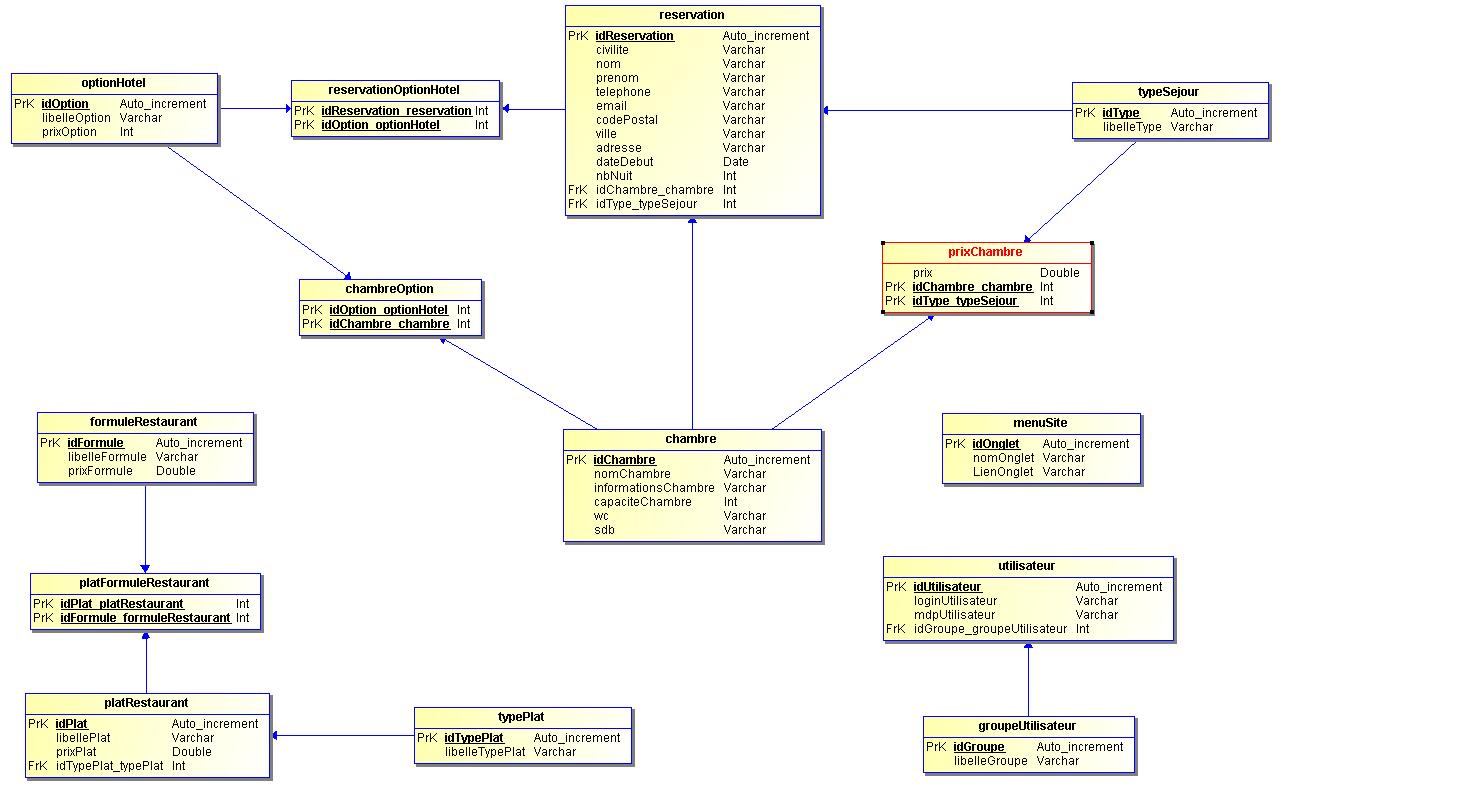 reservation
PrK idReservation Auto_increment
civilite Varchar
nom Varchar
prenom Varchar
telephone Varchar
email Varchar
codePostal Varchar
ville Varchar
adresse Varchar
dateDebut Date
nbNuit Int
FrK idChambre_chambre Int
FrK idType_typeSejour Int
optionHotel
PrK idOption Auto_increment
libelleOption Varchar
prixOption Int
reservationOptionHotel
PrK idReservation_reservation Int
PrK idOption_optionHotel Int
typeSejour
PrK idType Auto_increment
libelleType Varchar
prixChambre
prix Double
PrK idChambre_chambre Int
PrK idType_typeSejour Int
chambreOption
PrK idOption_optionHotel Int
PrK idChambre_chambre Int
formuleRestaurant
PrK idFormule Auto_increment
libelleFormule Varchar
prixFormule Double
chambre
PrK idChambre Auto_increment
nomChambre Varchar
informationsChambre Varchar
capaciteChambre Int
wc Varchar
sdb Varchar
menuSite
PrK idOnglet Auto_increment
nomOnglet Varchar
LienOnglet Varchar
platFormuleRestaurant
PrK idPlat_platRestaurant Int
PrK idFormule_formuleRestaurant Int
utilisateur
PrK idUtilisateur Auto_increment
loginUtilisateur Varchar
mdpUtilisateur Varchar
FrK idGroupe_groupeUtilisateur Int
platRestaurant
PrK idPlat Auto_increment
libellePlat Varchar
prixPlat Double
FrK idTypePlat_typePlat Int
typePlat
PrK idTypePlat Auto_increment
libelleTypePlat Varchar
groupeUtilisateur
PrK idGroupe Auto_increment
libelleGroupe Varchar